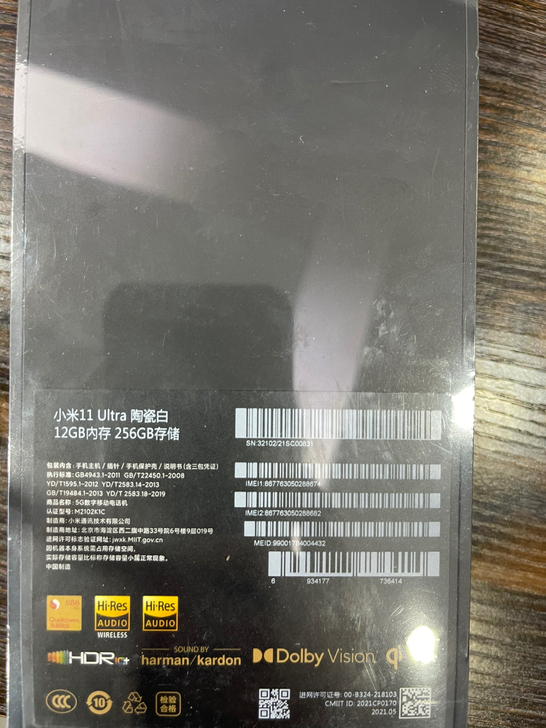 小米11 Ultra 陶瓷白
12GB内存 256GB存储
包装内含: 手机主机 / 插针 / 手机保护壳 / 说明书 (含三包凭证)
执行标准: GB4943.1-2011 GB/T22450.1-2008
YD/T1595.1-2012 YD/T2583.14-2013
GB/T19484.1-2013 YD/T 2583.18-2019
商品名称: 5G数字移动电话机
认证型号: M2102K1C
制造商: 小米通讯技术有限公司
制造商地址: 北京市海淀区西二旗中路33号院6号楼9层019号
进网许可标志验证网址: jwxk.MIIT.gov.cn
因机器本身系统需占用存储空间,
实际存储容量比标称存储容量小属正常现象。
中国制造
SN:32102/21SC00831
IMEI1:867763050288674
IMEI2:867763050288682
MEID:99001784004432
6 934177 736414
Hi-Res
AUDIO
WIRELESS
Hi-Res
AUDIO
HDR10+
SOUND BY
harman/kardon
Dolby Vision
CCC
10
检验
合格
进网许可证号: 00-B324-218103
CMIIT ID: 2021CP0170
2021.05